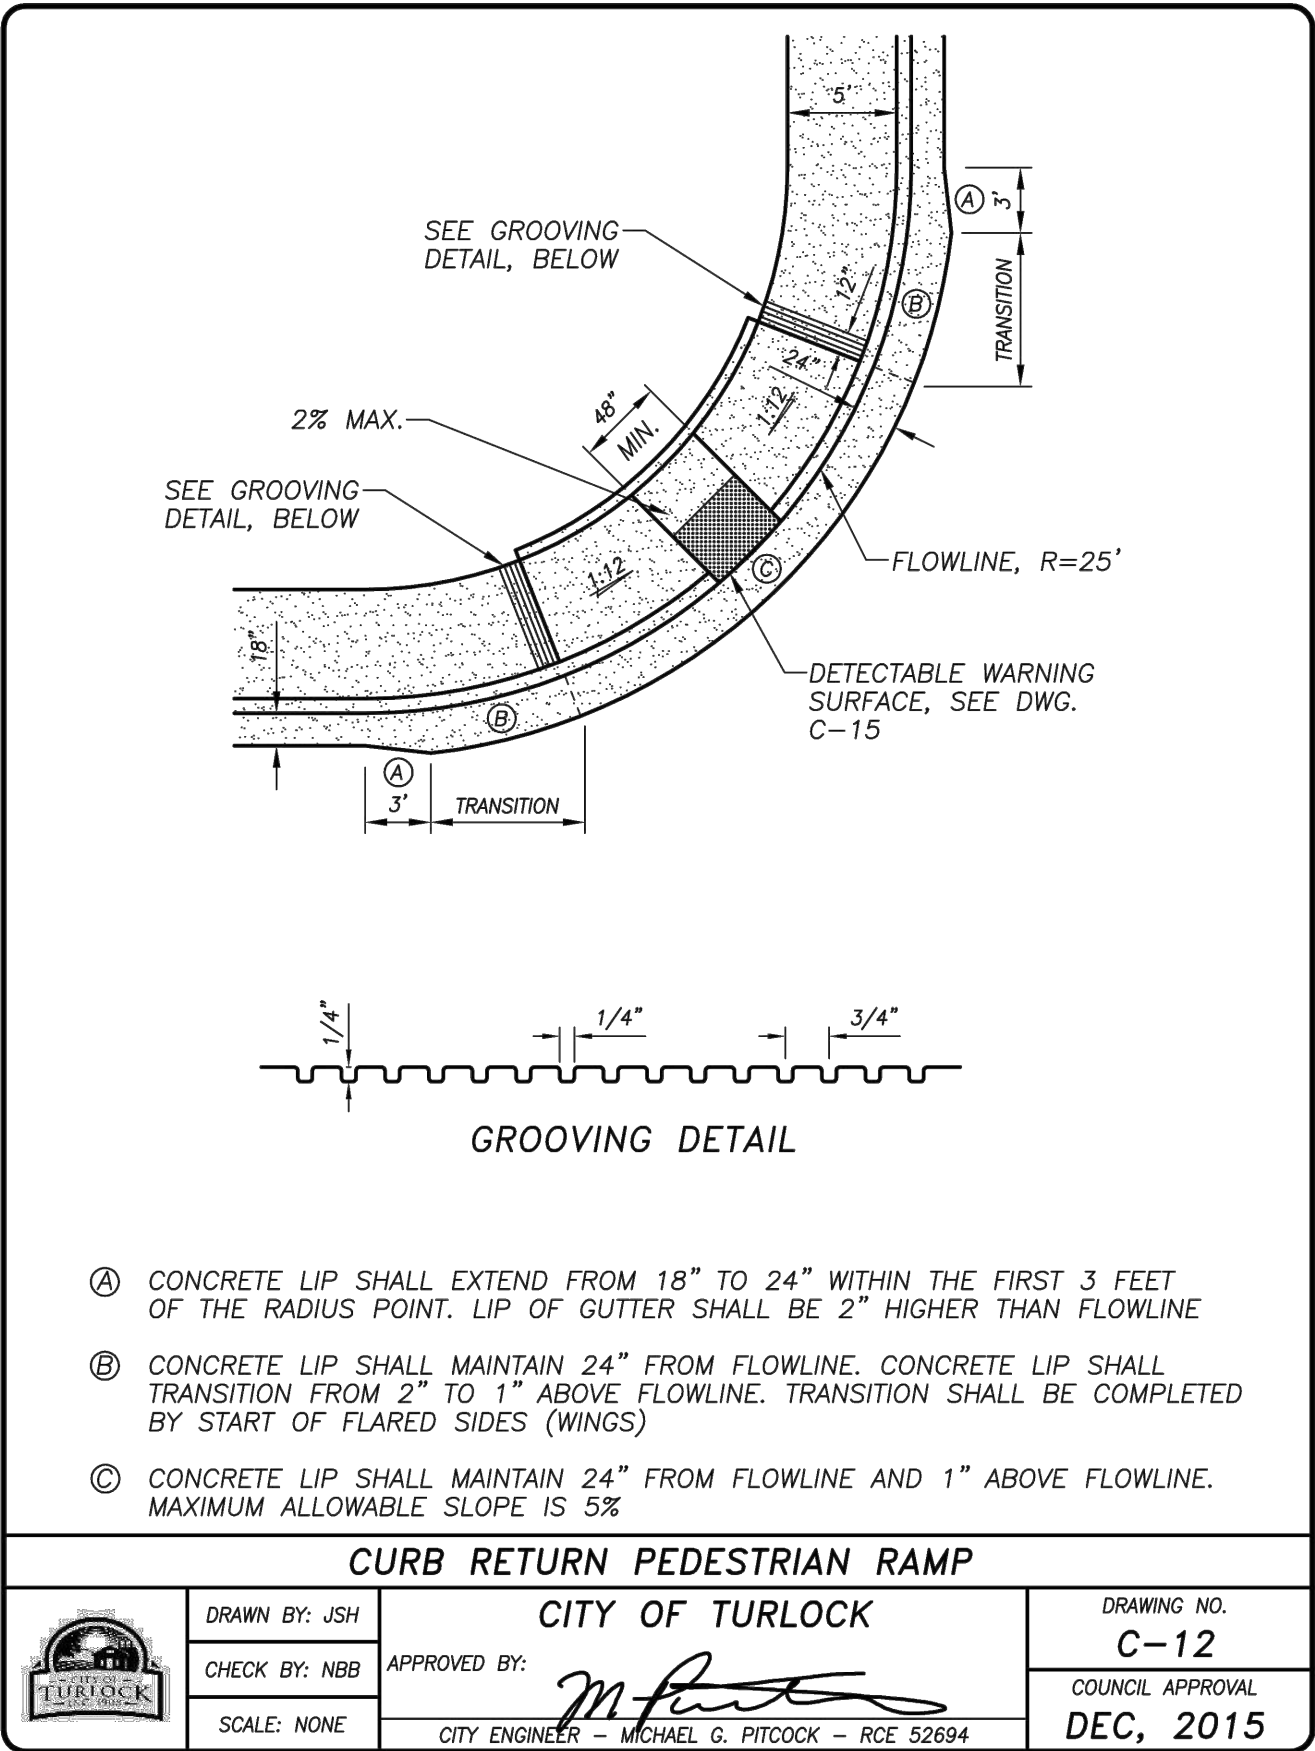 5'
Ⓐ 3'
SEE GROOVING
DETAIL, BELOW
12"
Ⓑ
TRANSITION
24"
1:12
48"
MIN.
2% MAX.
SEE GROOVING
DETAIL, BELOW
1:12
Ⓒ
FLOWLINE, R=25'
18"
DETECTABLE WARNING
SURFACE, SEE DWG.
C-15
Ⓑ
Ⓐ
3'
TRANSITION
1/4"
1/4"
3/4"
GROOVING DETAIL
Ⓐ CONCRETE LIP SHALL EXTEND FROM 18" TO 24" WITHIN THE FIRST 3 FEET
OF THE RADIUS POINT. LIP OF GUTTER SHALL BE 2" HIGHER THAN FLOWLINE
Ⓑ CONCRETE LIP SHALL MAINTAIN 24" FROM FLOWLINE. CONCRETE LIP SHALL
TRANSITION FROM 2" TO 1" ABOVE FLOWLINE. TRANSITION SHALL BE COMPLETED
BY START OF FLARED SIDES (WINGS)
Ⓒ CONCRETE LIP SHALL MAINTAIN 24" FROM FLOWLINE AND 1" ABOVE FLOWLINE.
MAXIMUM ALLOWABLE SLOPE IS 5%
CURB RETURN PEDESTRIAN RAMP
CITY OF
TURLOCK
INC. 1908
DRAWN BY: JSH
CHECK BY: NBB
SCALE: NONE
CITY OF TURLOCK
APPROVED BY:
CITY ENGINEER – MICHAEL G. PITCOCK – RCE 52694
DRAWING NO.
C-12
COUNCIL APPROVAL
DEC, 2015